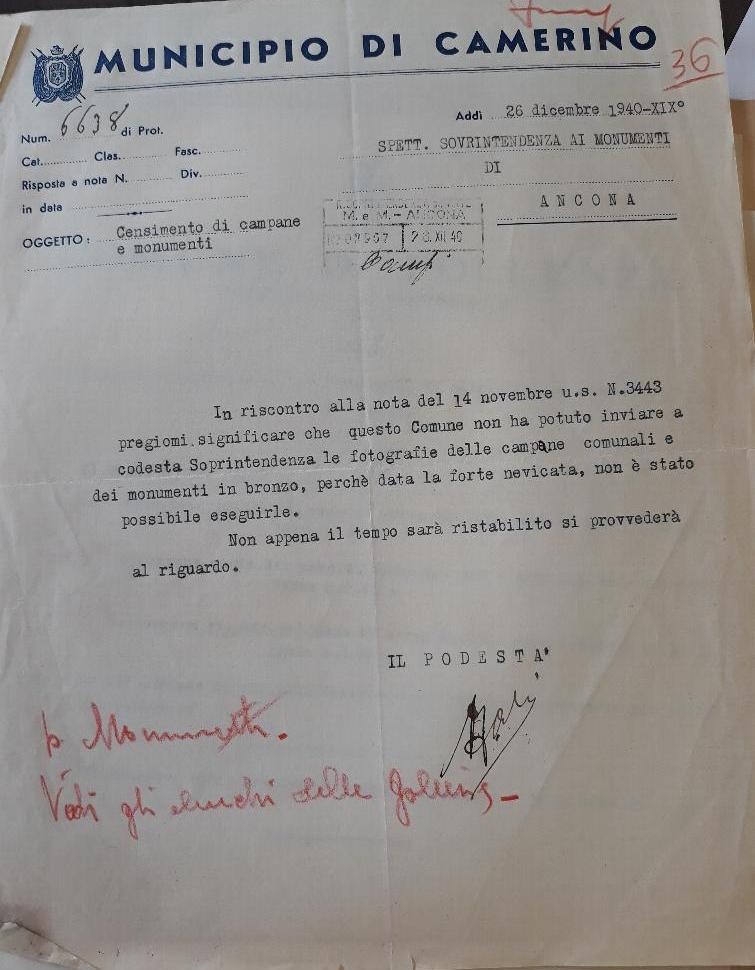 MUNICIPIO DI CAMERINO
36
Num. 6638 di Prot.
Addì 26 dicembre 1940-XIX°
Cat. Clas. Fasc.
SPETT. SOVRINTENDENZA AI MONUMENTI
Risposta a nota N. Div.
DI
in data
ANCONA
OGGETTO: Censimento di campane
e monumenti
M. e M. - ANCONA
28.XII.40
In riscontro alla nota del 14 novembre u.s. N.3443
pregiomi significare che questo Comune non ha potuto inviare a
codesta Soprintendenza le fotografie delle campane comunali e
dei monumenti in bronzo, perchè data la forte nevicata, non è stato
possibile eseguirle.
Non appena il tempo sarà ristabilito si provvederà
al riguardo.
IL PODESTA'
Vedi gli elenchi delle